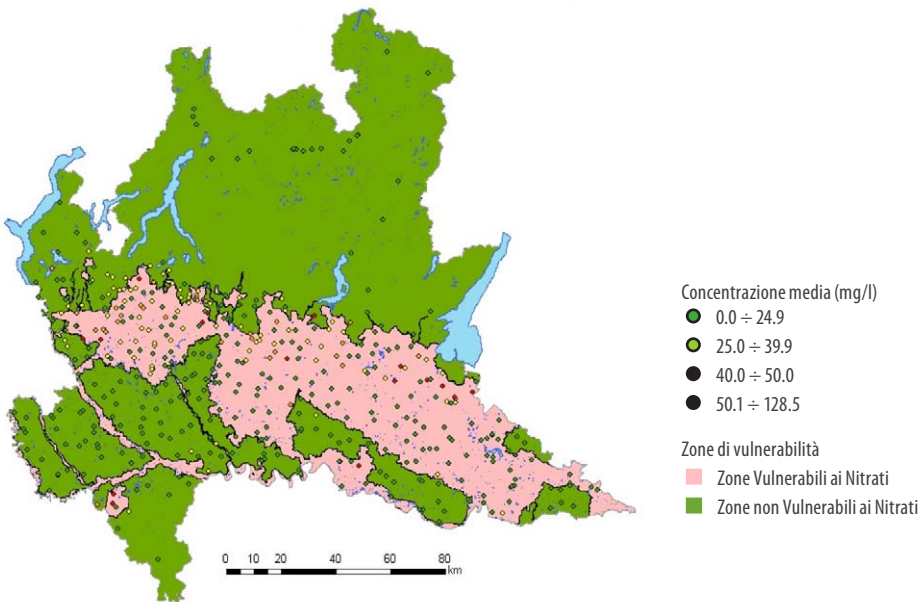 Concentrazione media (mg/l)
0.0 ÷ 24.9
25.0 ÷ 39.9
40.0 ÷ 50.0
50.1 ÷ 128.5
Zone di vulnerabilità
Zone Vulnerabili ai Nitrati
Zone non Vulnerabili ai Nitrati
0 10 20 40 60 80
km